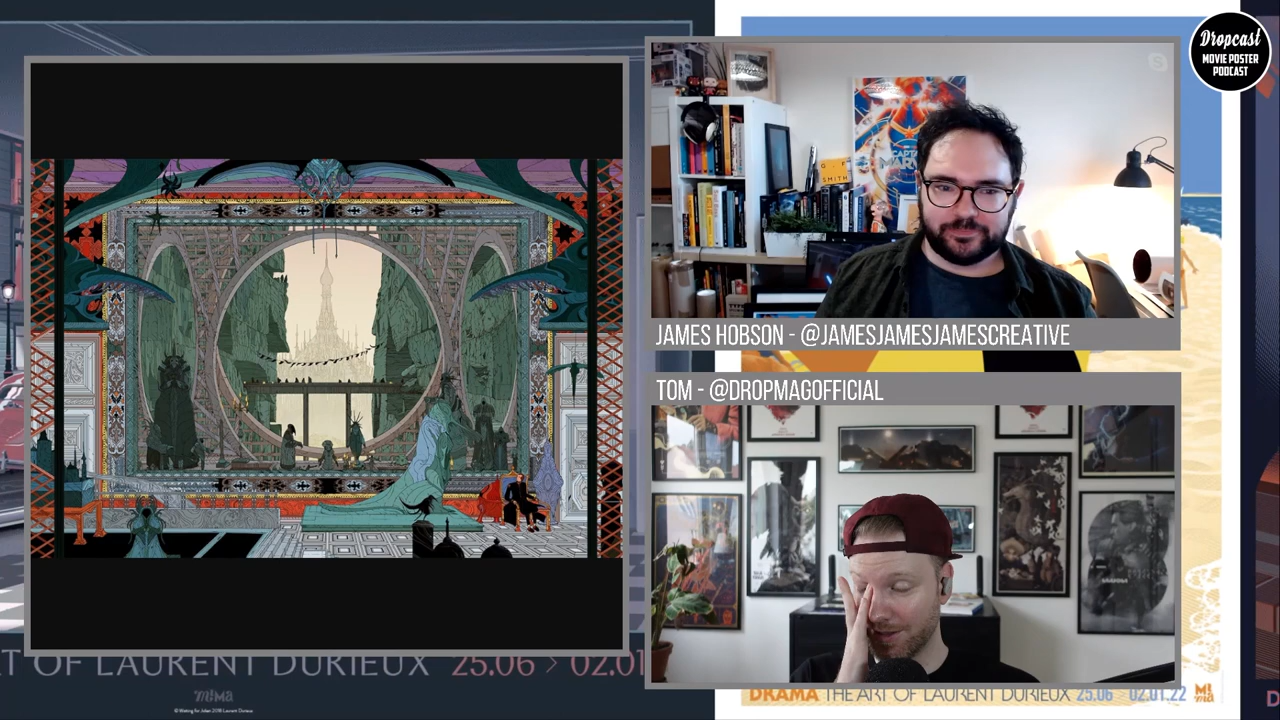 Dropcast
MOVIE POSTER
PODCAST
JAMES HOBSON - @JAMESJAMESJAMESCREATIVE
TOM - @DROPMAGOFFICIAL
OF LAURENT DURIEUX 25.06 > 02.01
mima
DRAMA THE ART OF LAURENT DURIEUX 25.06 02.01.22